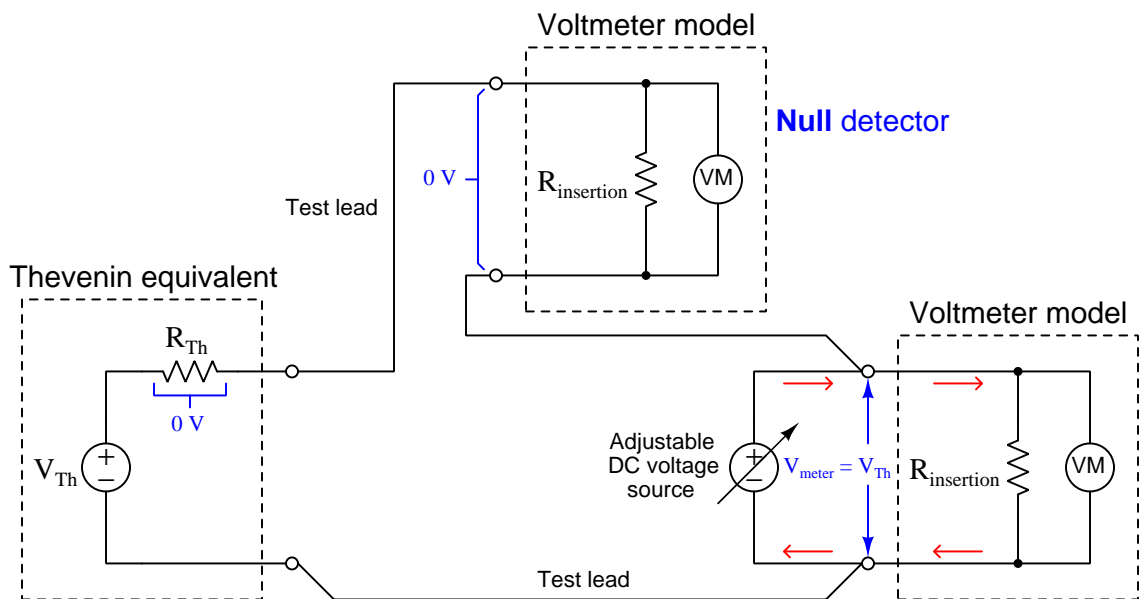 Voltmeter model
Null detector
0 V
R_insertion
VM
Test lead
Thevenin equivalent
Voltmeter model
R_Th
0 V
V_Th
+
−
Adjustable
DC voltage
source
+
−
V_meter = V_Th
R_insertion
VM
Test lead